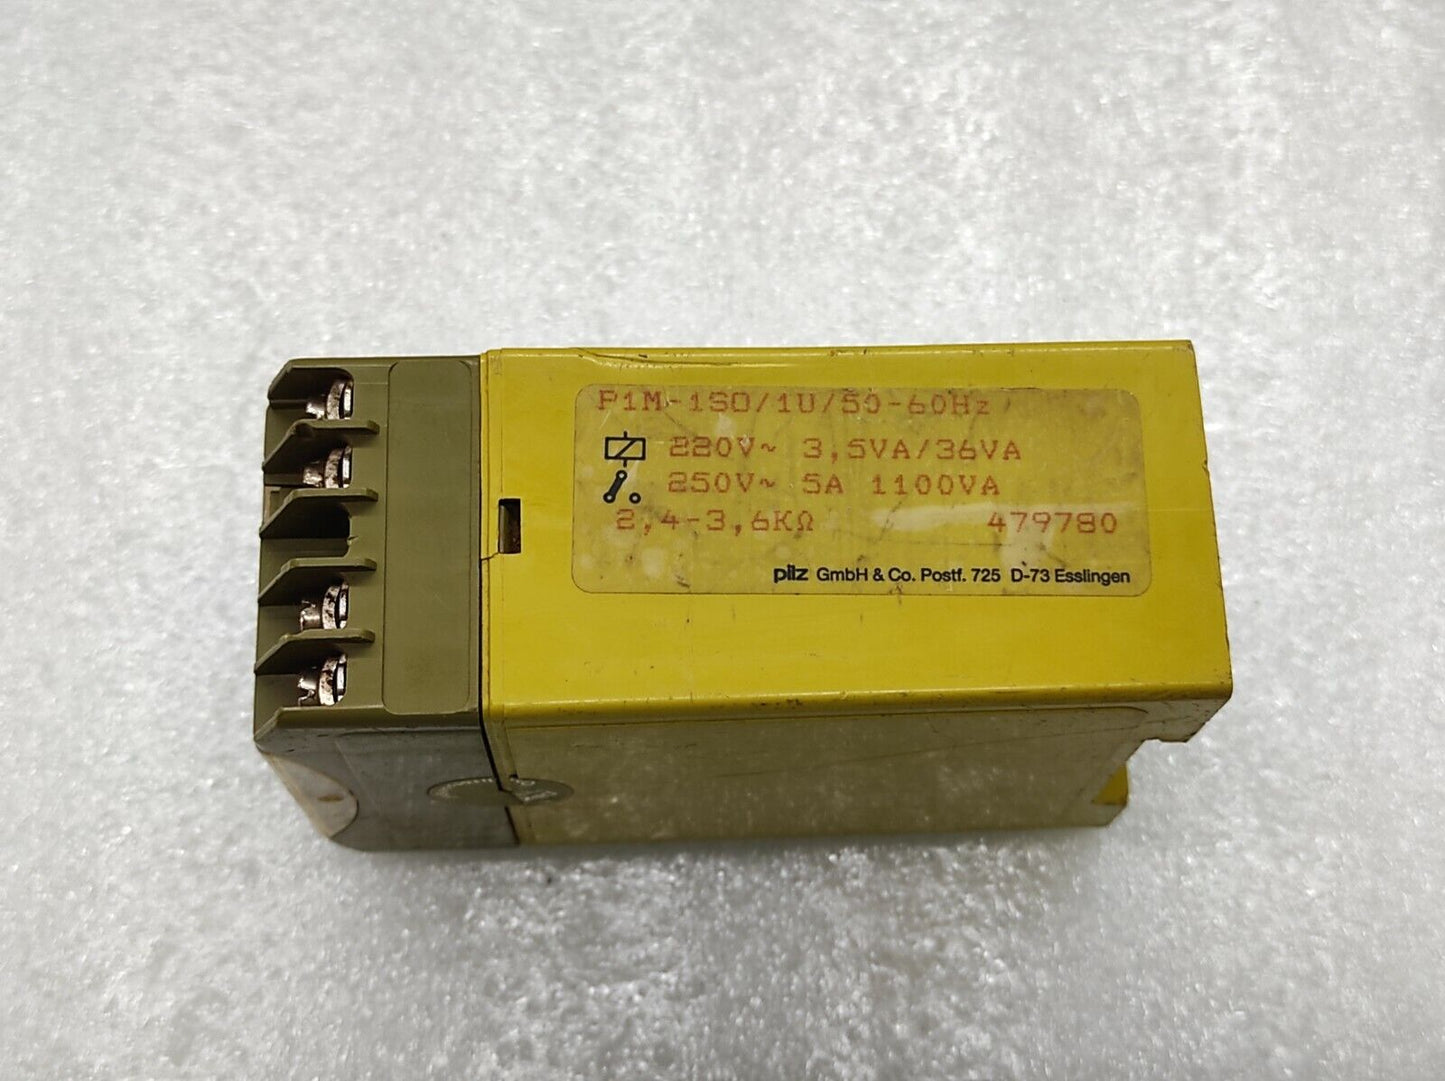 P1M-1SO/1U/50-60Hz
220V~ 3,5VA/36VA
250V~ 5A 1100VA
2,4-3,6KΩ 479780
pilz GmbH & Co. Postf. 725 D-73 Esslingen